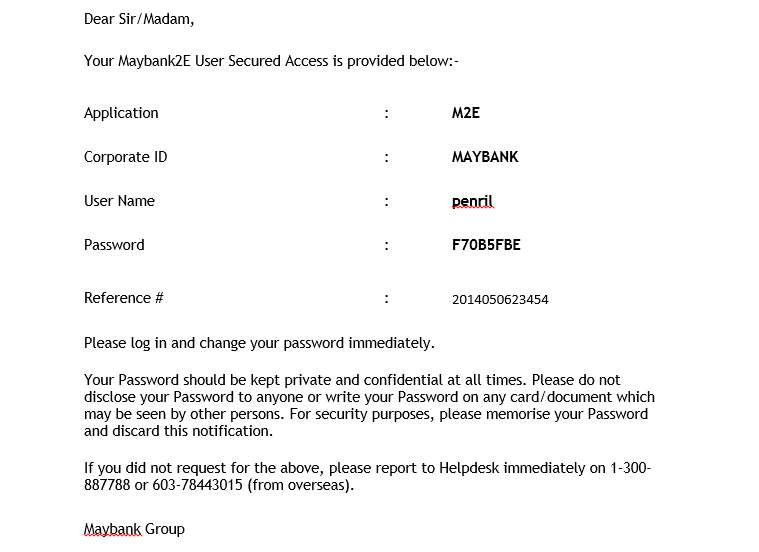 Dear Sir/Madam,
Your Maybank2E User Secured Access is provided below:-
Application : M2E
Corporate ID : MAYBANK
User Name : penril
Password : F70B5FBE
Reference # : 2014050623454
Please log in and change your password immediately.
Your Password should be kept private and confidential at all times. Please do not
disclose your Password to anyone or write your Password on any card/document which
may be seen by other persons. For security purposes, please memorise your Password
and discard this notification.
If you did not request for the above, please report to Helpdesk immediately on 1-300-
887788 or 603-78443015 (from overseas).
Maybank Group